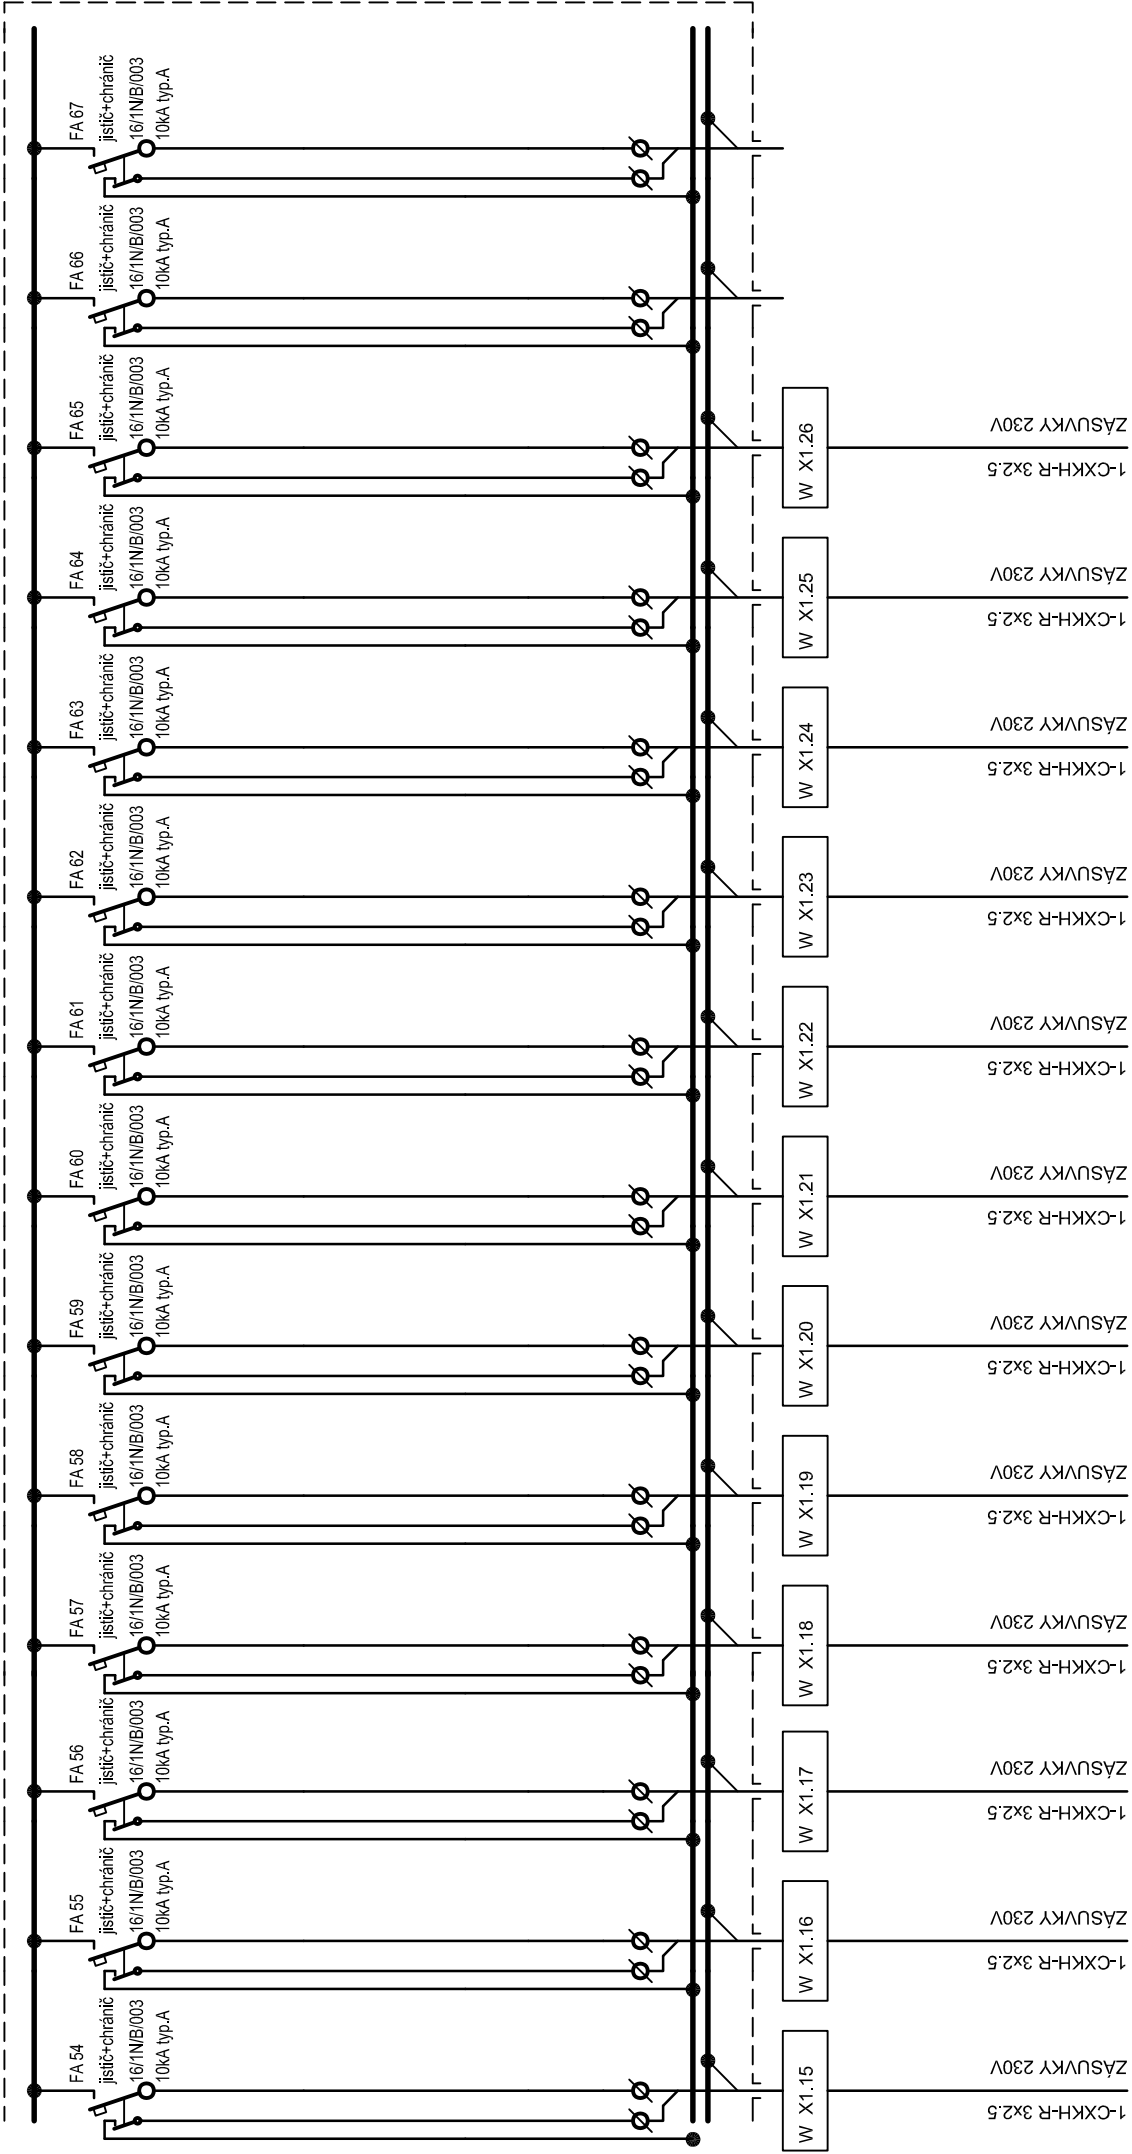 FA 67
jistič+chránič
16/1N/B/003
10kA typ.A
FA 66
jistič+chránič
16/1N/B/003
10kA typ.A
FA 65
jistič+chránič
16/1N/B/003
10kA typ.A
W X1.26
ZÁSUVKY 230V
1-CXKH-R 3x2.5
FA 64
jistič+chránič
16/1N/B/003
10kA typ.A
W X1.25
ZÁSUVKY 230V
1-CXKH-R 3x2.5
FA 63
jistič+chránič
16/1N/B/003
10kA typ.A
W X1.24
ZÁSUVKY 230V
1-CXKH-R 3x2.5
FA 62
jistič+chránič
16/1N/B/003
10kA typ.A
W X1.23
ZÁSUVKY 230V
1-CXKH-R 3x2.5
FA 61
jistič+chránič
16/1N/B/003
10kA typ.A
W X1.22
ZÁSUVKY 230V
1-CXKH-R 3x2.5
FA 60
jistič+chránič
16/1N/B/003
10kA typ.A
W X1.21
ZÁSUVKY 230V
1-CXKH-R 3x2.5
FA 59
jistič+chránič
16/1N/B/003
10kA typ.A
W X1.20
ZÁSUVKY 230V
1-CXKH-R 3x2.5
FA 58
jistič+chránič
16/1N/B/003
10kA typ.A
W X1.19
ZÁSUVKY 230V
1-CXKH-R 3x2.5
FA 57
jistič+chránič
16/1N/B/003
10kA typ.A
W X1.18
ZÁSUVKY 230V
1-CXKH-R 3x2.5
FA 56
jistič+chránič
16/1N/B/003
10kA typ.A
W X1.17
ZÁSUVKY 230V
1-CXKH-R 3x2.5
FA 55
jistič+chránič
16/1N/B/003
10kA typ.A
W X1.16
ZÁSUVKY 230V
1-CXKH-R 3x2.5
FA 54
jistič+chránič
16/1N/B/003
10kA typ.A
W X1.15
ZÁSUVKY 230V
1-CXKH-R 3x2.5